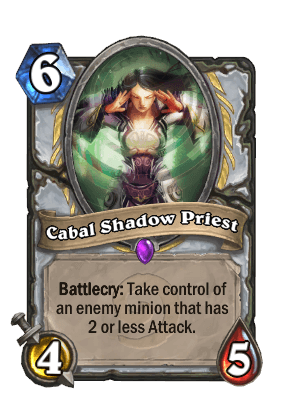 6
Cabal Shadow Priest
Battlecry: Take control of
an enemy minion that has
2 or less Attack.
4
5